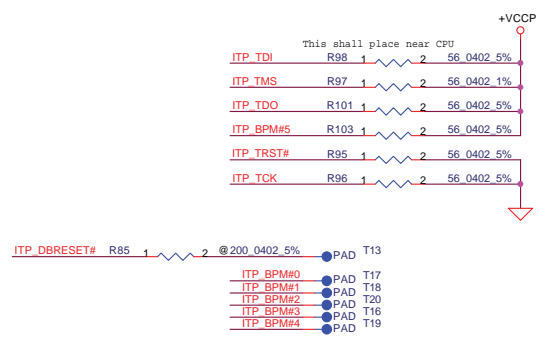 +VCCP
This shall place near CPU
ITP_TDI R98 1 2 56_0402_5%
ITP_TMS R97 1 2 56_0402_1%
ITP_TDO R101 1 2 56_0402_5%
ITP_BPM#5 R103 1 2 56_0402_5%
ITP_TRST# R95 1 2 56_0402_5%
ITP_TCK R96 1 2 56_0402_5%
ITP_DBRESET# R85 1 2 @200_0402_5% PAD T13
ITP_BPM#0 PAD T17
ITP_BPM#1 PAD T18
ITP_BPM#2 PAD T20
ITP_BPM#3 PAD T16
ITP_BPM#4 PAD T19